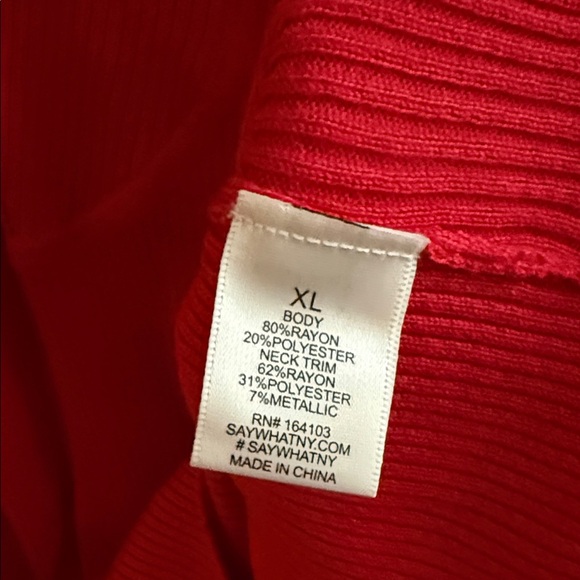 XL
BODY
80%RAYON
20%POLYESTER
NECK TRIM
62%RAYON
31%POLYESTER
7%METALLIC
RN# 164103
SAYWHATNY.COM
# SAYWHATNY
MADE IN CHINA